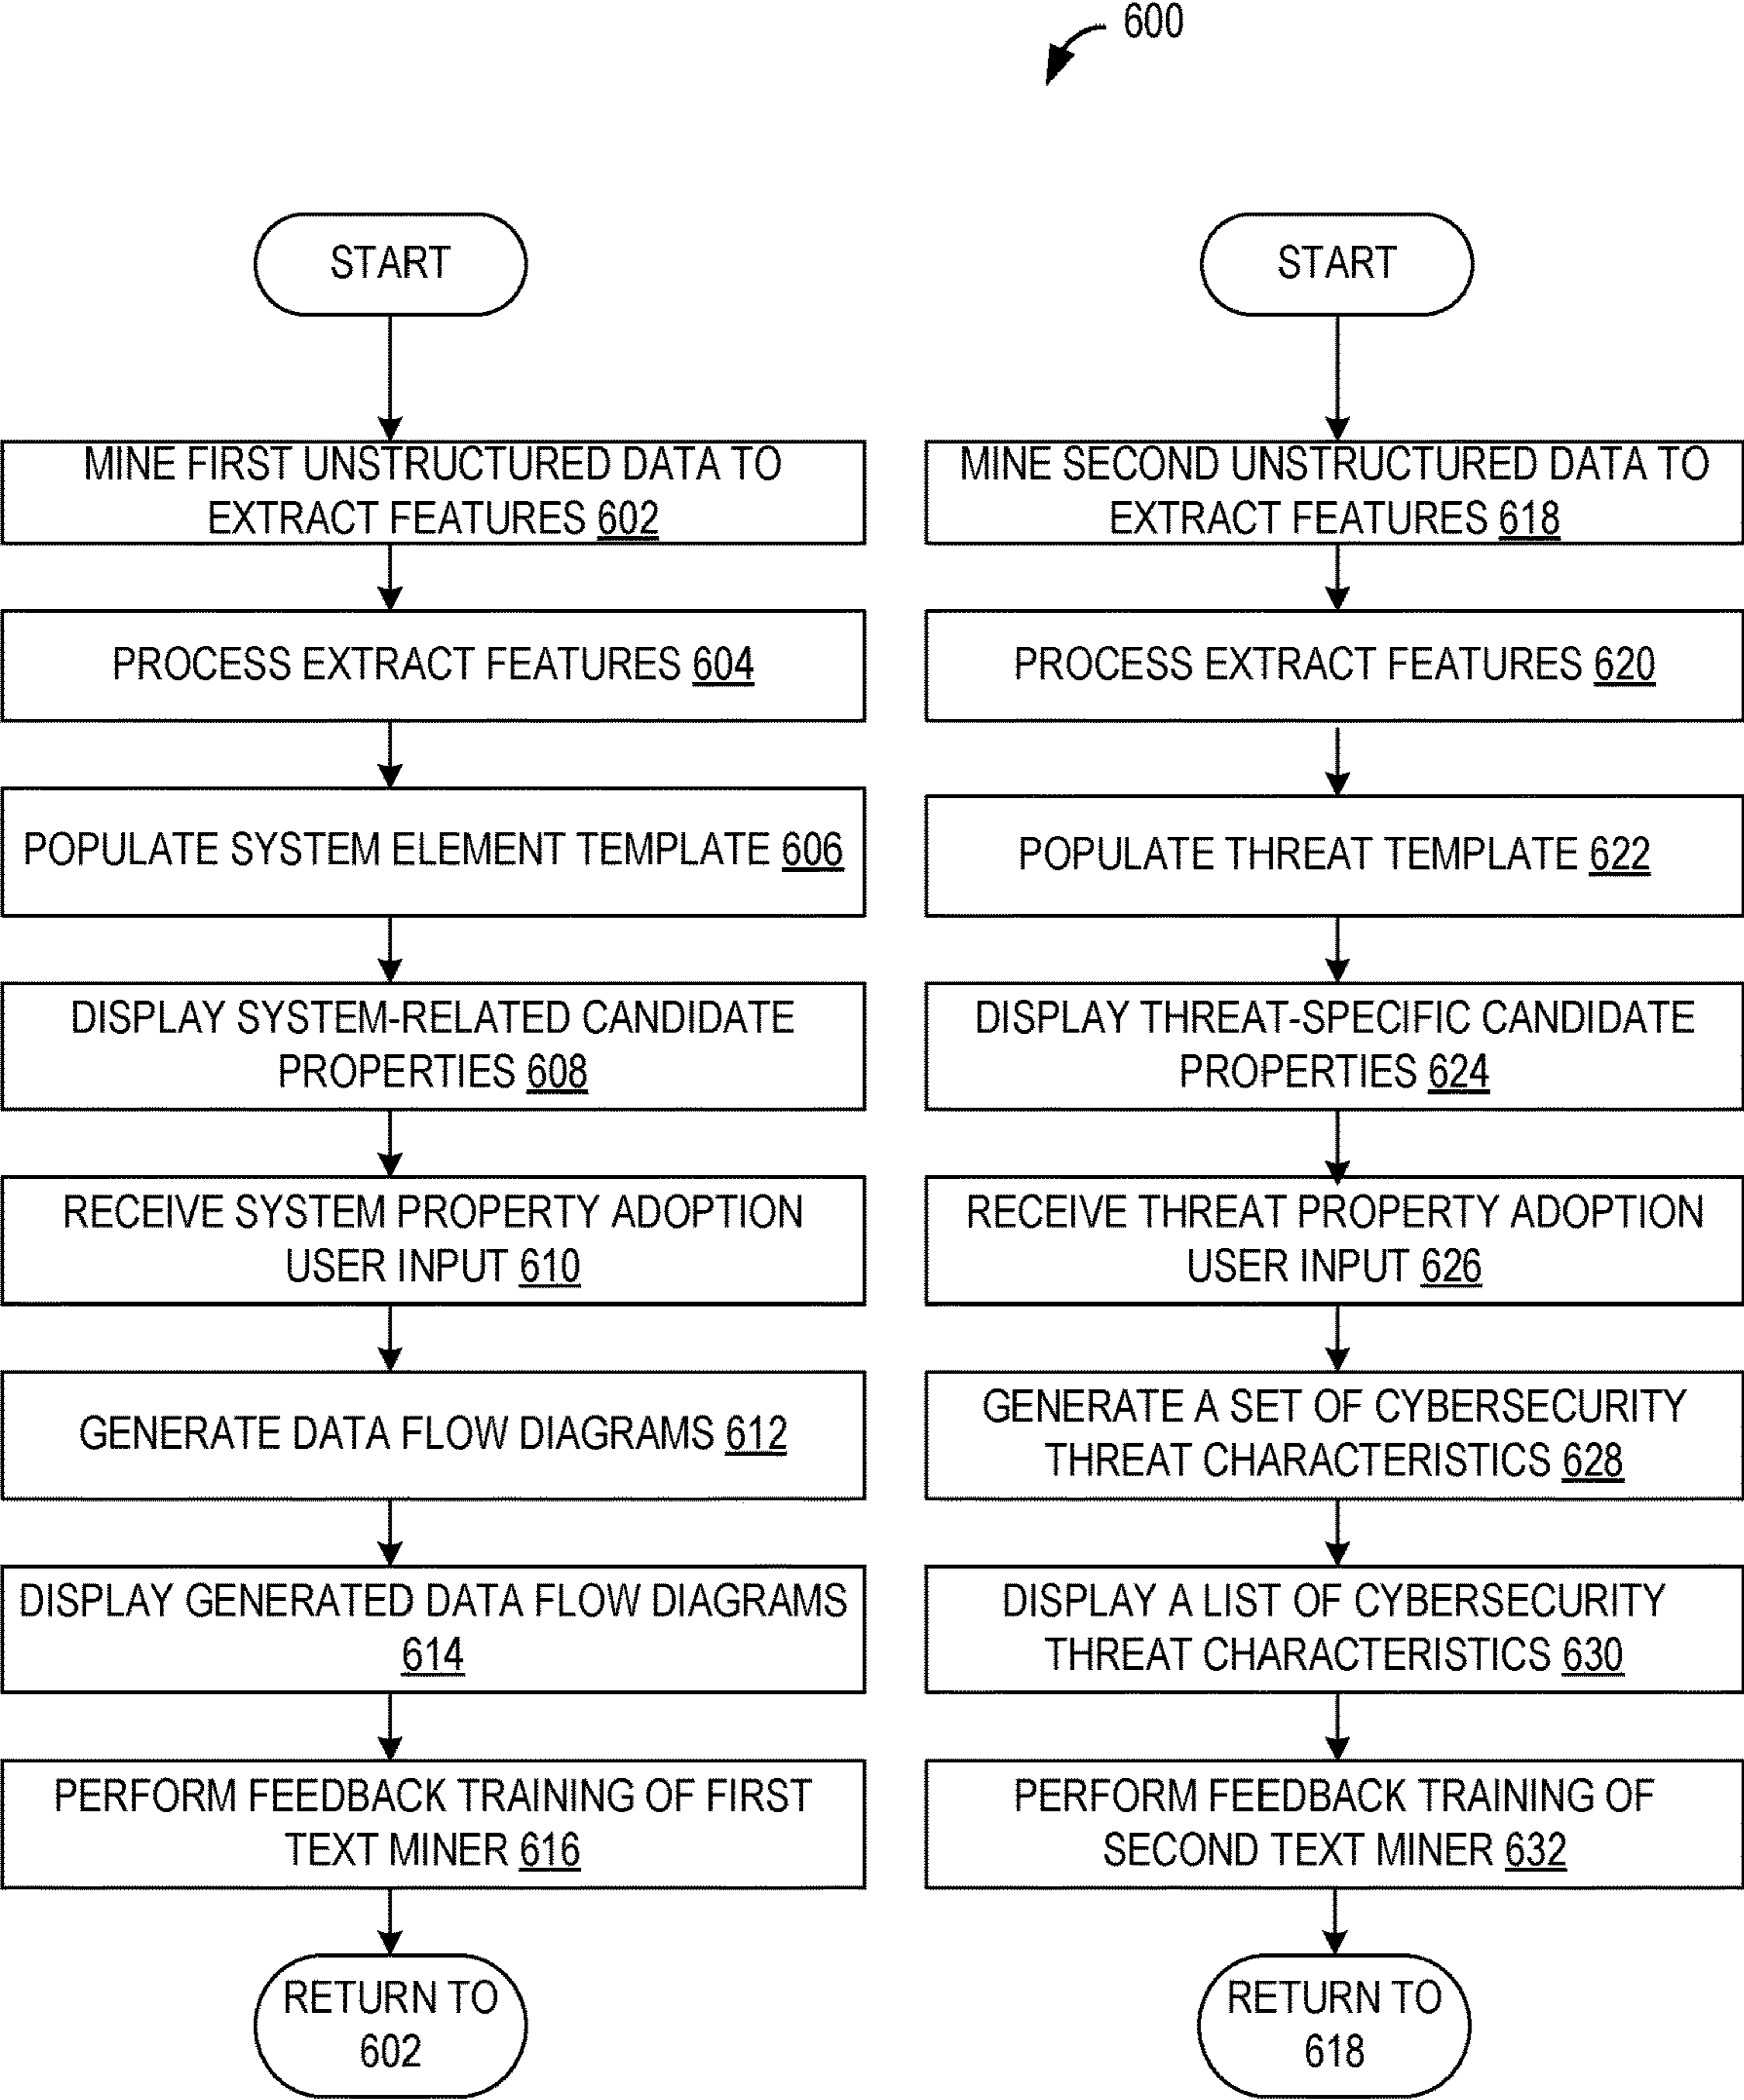 600
START
MINE FIRST UNSTRUCTURED DATA TO
EXTRACT FEATURES 602
PROCESS EXTRACT FEATURES 604
POPULATE SYSTEM ELEMENT TEMPLATE 606
DISPLAY SYSTEM-RELATED CANDIDATE
PROPERTIES 608
RECEIVE SYSTEM PROPERTY ADOPTION
USER INPUT 610
GENERATE DATA FLOW DIAGRAMS 612
DISPLAY GENERATED DATA FLOW DIAGRAMS
614
PERFORM FEEDBACK TRAINING OF FIRST
TEXT MINER 616
RETURN TO
602
START
MINE SECOND UNSTRUCTURED DATA TO
EXTRACT FEATURES 618
PROCESS EXTRACT FEATURES 620
POPULATE THREAT TEMPLATE 622
DISPLAY THREAT-SPECIFIC CANDIDATE
PROPERTIES 624
RECEIVE THREAT PROPERTY ADOPTION
USER INPUT 626
GENERATE A SET OF CYBERSECURITY
THREAT CHARACTERISTICS 628
DISPLAY A LIST OF CYBERSECURITY
THREAT CHARACTERISTICS 630
PERFORM FEEDBACK TRAINING OF
SECOND TEXT MINER 632
RETURN TO
618